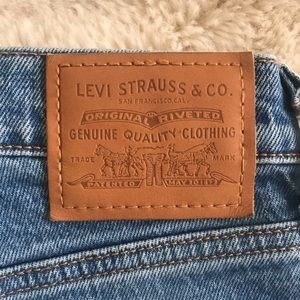 LEVI STRAUSS & CO.
SAN FRANCISCO, CAL.
ORIGINAL RIVETED
GENUINE QUALITY CLOTHING
TRADE MARK
PATENTED MAY 20 1873